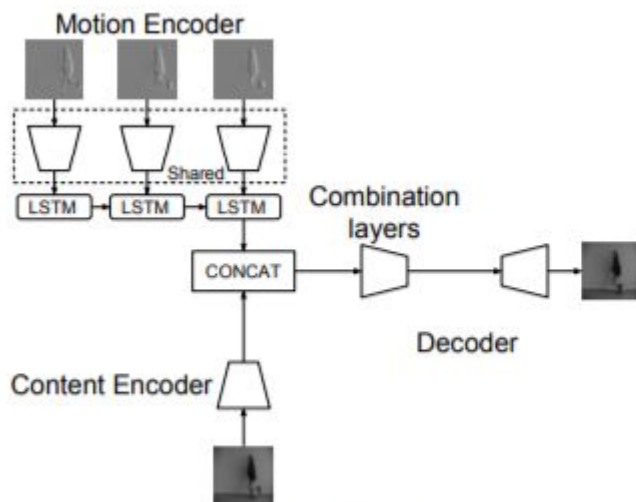 Motion Encoder
Shared
LSTM LSTM LSTM
Combination
layers
CONCAT
Decoder
Content Encoder